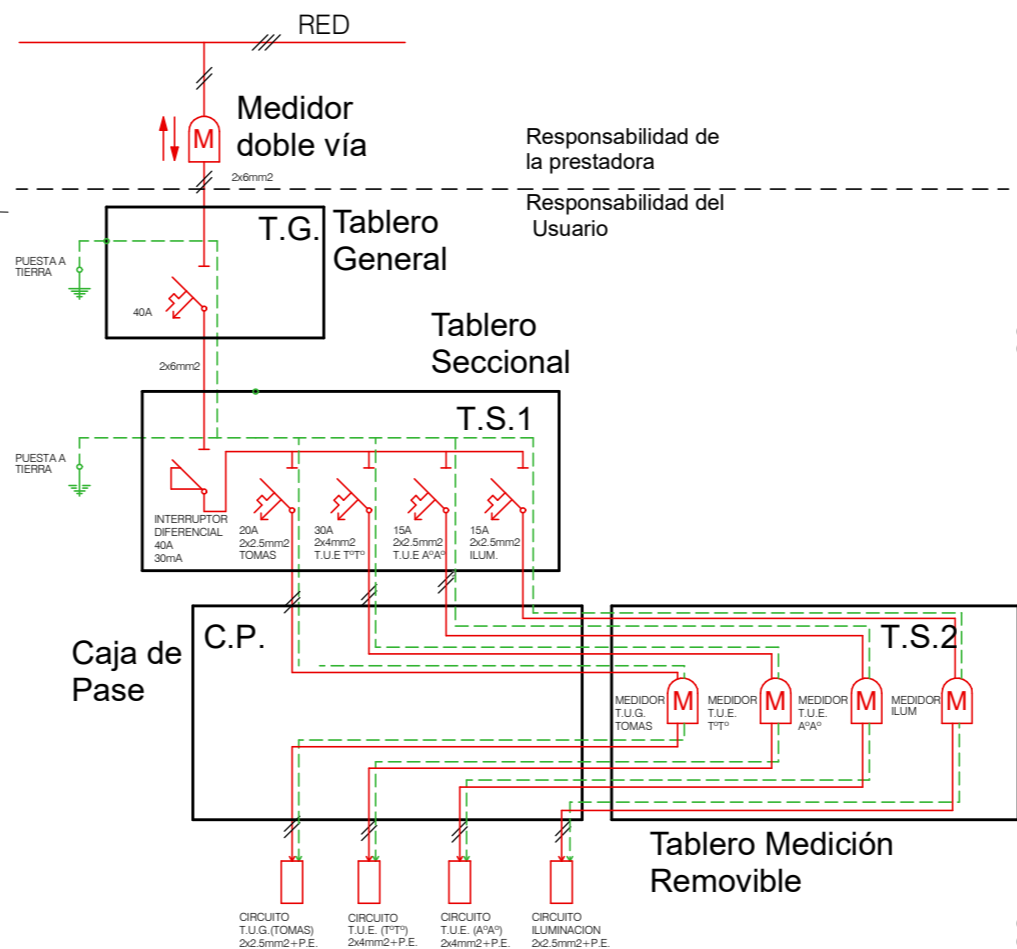 RED
Medidor
doble vía
M
2x6mm2
Responsabilidad de
la prestadora
Responsabilidad del
Usuario
T.G.
Tablero
General
PUESTA A
TIERRA
40A
2x6mm2
Tablero
Seccional
T.S.1
PUESTA A
TIERRA
INTERRUPTOR
DIFERENCIAL
40A
30mA
20A
2x2.5mm2
TOMAS
30A
2x4mm2
T.U.E TºTº
15A
2x2.5mm2
T.U.E AºAº
15A
2x2.5mm2
ILUM.
Caja de
Pase
C.P.
T.S.2
MEDIDOR
T.U.G.
TOMAS
M
MEDIDOR
T.U.E.
TºTº
M
MEDIDOR
T.U.E.
AºAº
M
MEDIDOR
ILUM
M
Tablero Medición
Removible
CIRCUITO
T.U.G.(TOMAS)
2x2.5mm2+P.E.
CIRCUITO
T.U.E. (TºTº)
2x4mm2+P.E.
CIRCUITO
T.U.E. (AºAº)
2x4mm2+P.E.
CIRCUITO
ILUMINACION
2x2.5mm2+P.E.